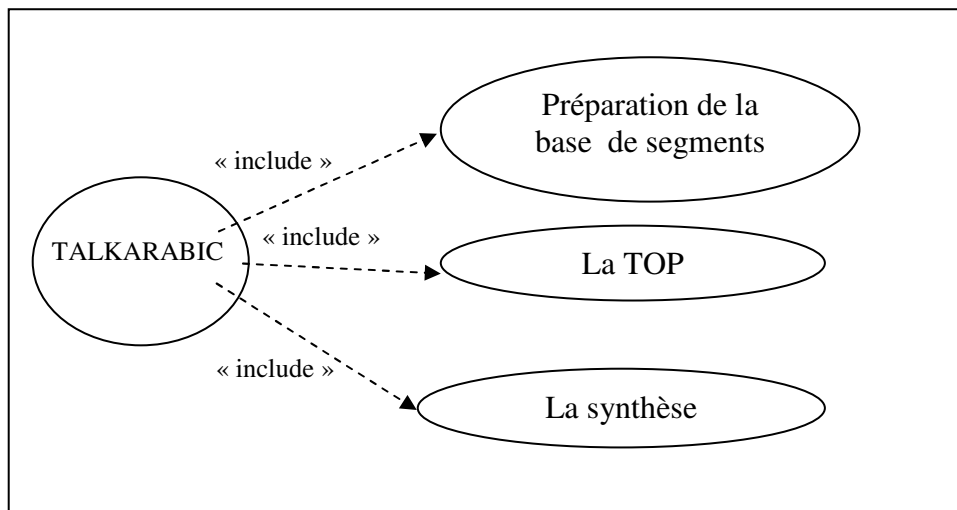 Préparation de la
base de segments
« include »
TALKARABIC
« include »
La TOP
« include »
La synthèse